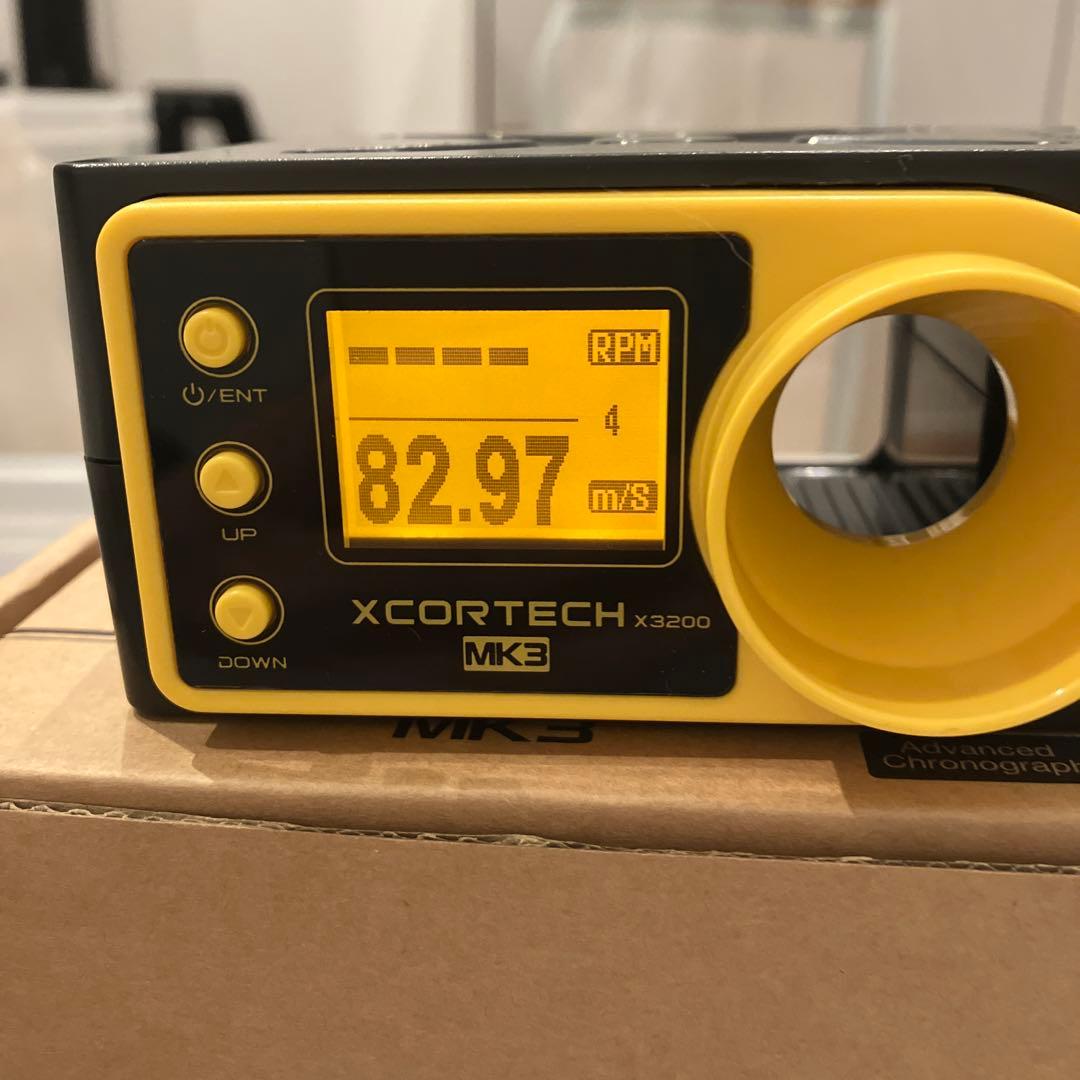 ---- RPM
4
82.97 m/S
⏻/ENT
UP
DOWN
XCORTECH X3200
MK3
MK3
Advanced
Chronograph